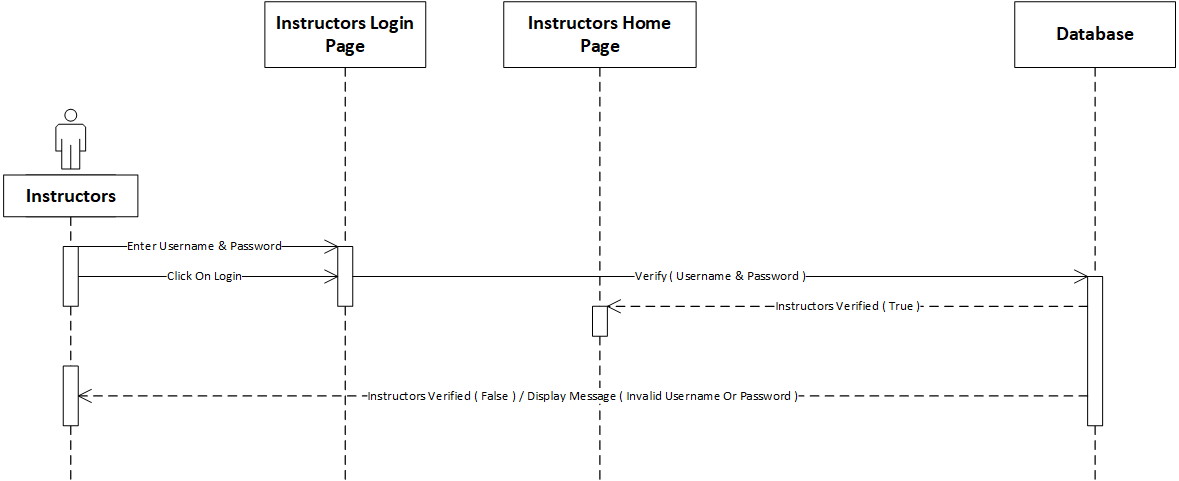 Instructors Login
Page
Instructors Home
Page
Database
Instructors
Enter Username & Password
Click On Login
Verify ( Username & Password )
Instructors Verified ( True )
Instructors Verified ( False ) / Display Message ( Invalid Username Or Password )